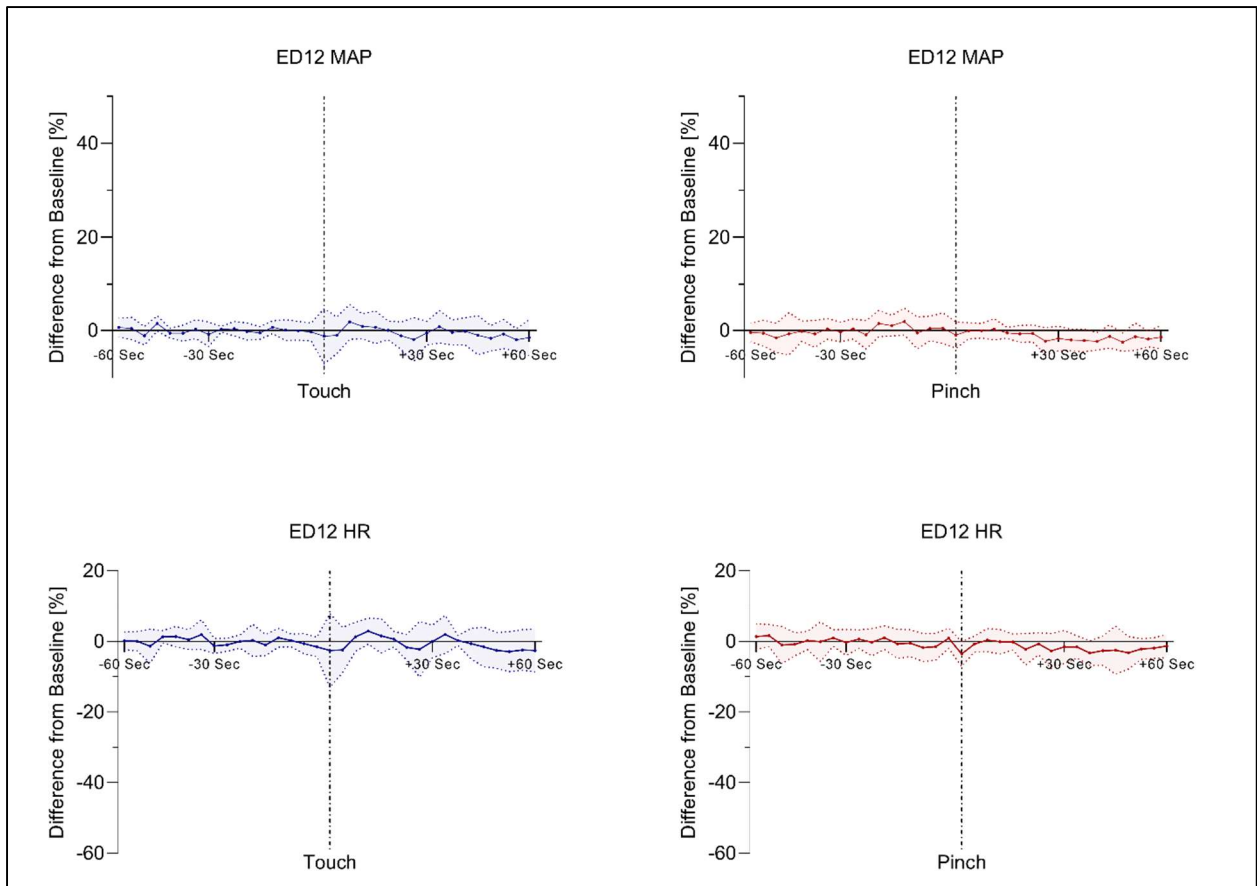 ED12 MAP
Difference from Baseline [%]
40
20
0
-60 Sec
-30 Sec
+30 Sec
+60 Sec
Touch
ED12 MAP
Difference from Baseline [%]
40
20
0
-60 Sec
-30 Sec
+30 Sec
+60 Sec
Pinch
ED12 HR
Difference from Baseline [%]
20
0
-20
-40
-60
-60 Sec
-30 Sec
+30 Sec
+60 Sec
Touch
ED12 HR
Difference from Baseline [%]
20
0
-20
-40
-60
-60 Sec
-30 Sec
+30 Sec
+60 Sec
Pinch